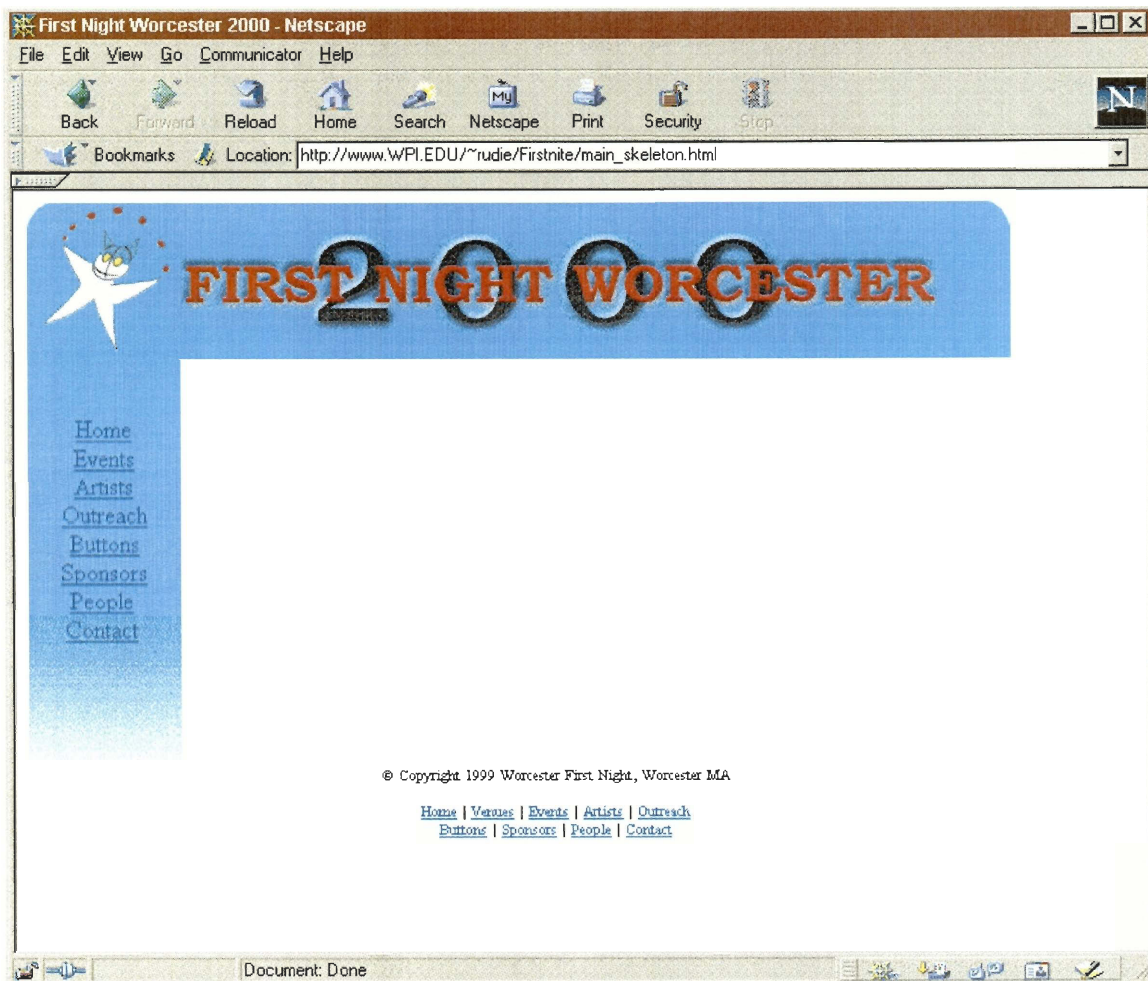 First Night Worcester 2000 - Netscape
File Edit View Go Communicator Help
Back Forward Reload Home Search Netscape Print Security Stop
My
N
Bookmarks Location: http://www.WPI.EDU/~rudie/Firstnite/main_skeleton.html
2000
FIRST NIGHT WORCESTER
Home
Events
Artists
Outreach
Buttons
Sponsors
People
Contact
© Copyright 1999 Worcester First Night, Worcester MA
Home | Venues | Events | Artists | Outreach
Buttons | Sponsors | People | Contact
Document: Done